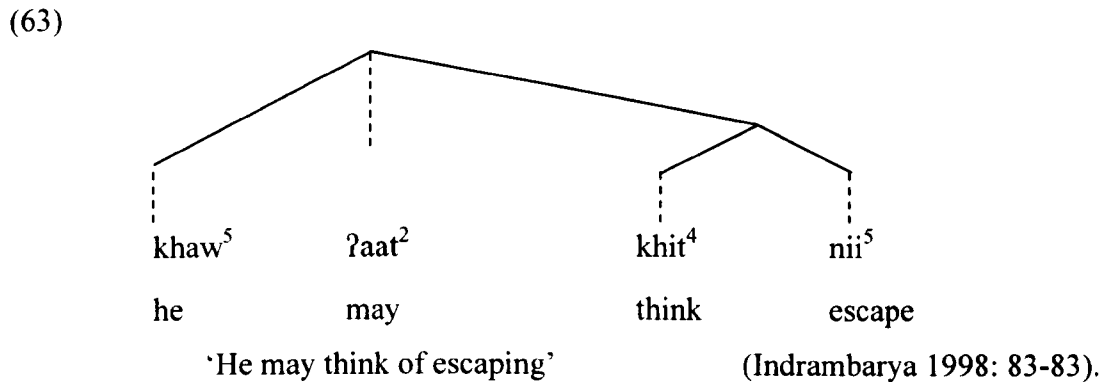 (63)
khaw⁵ ʔaat² khit⁴ nii⁵
he may think escape
‘He may think of escaping’ (Indrambarya 1998: 83-83).